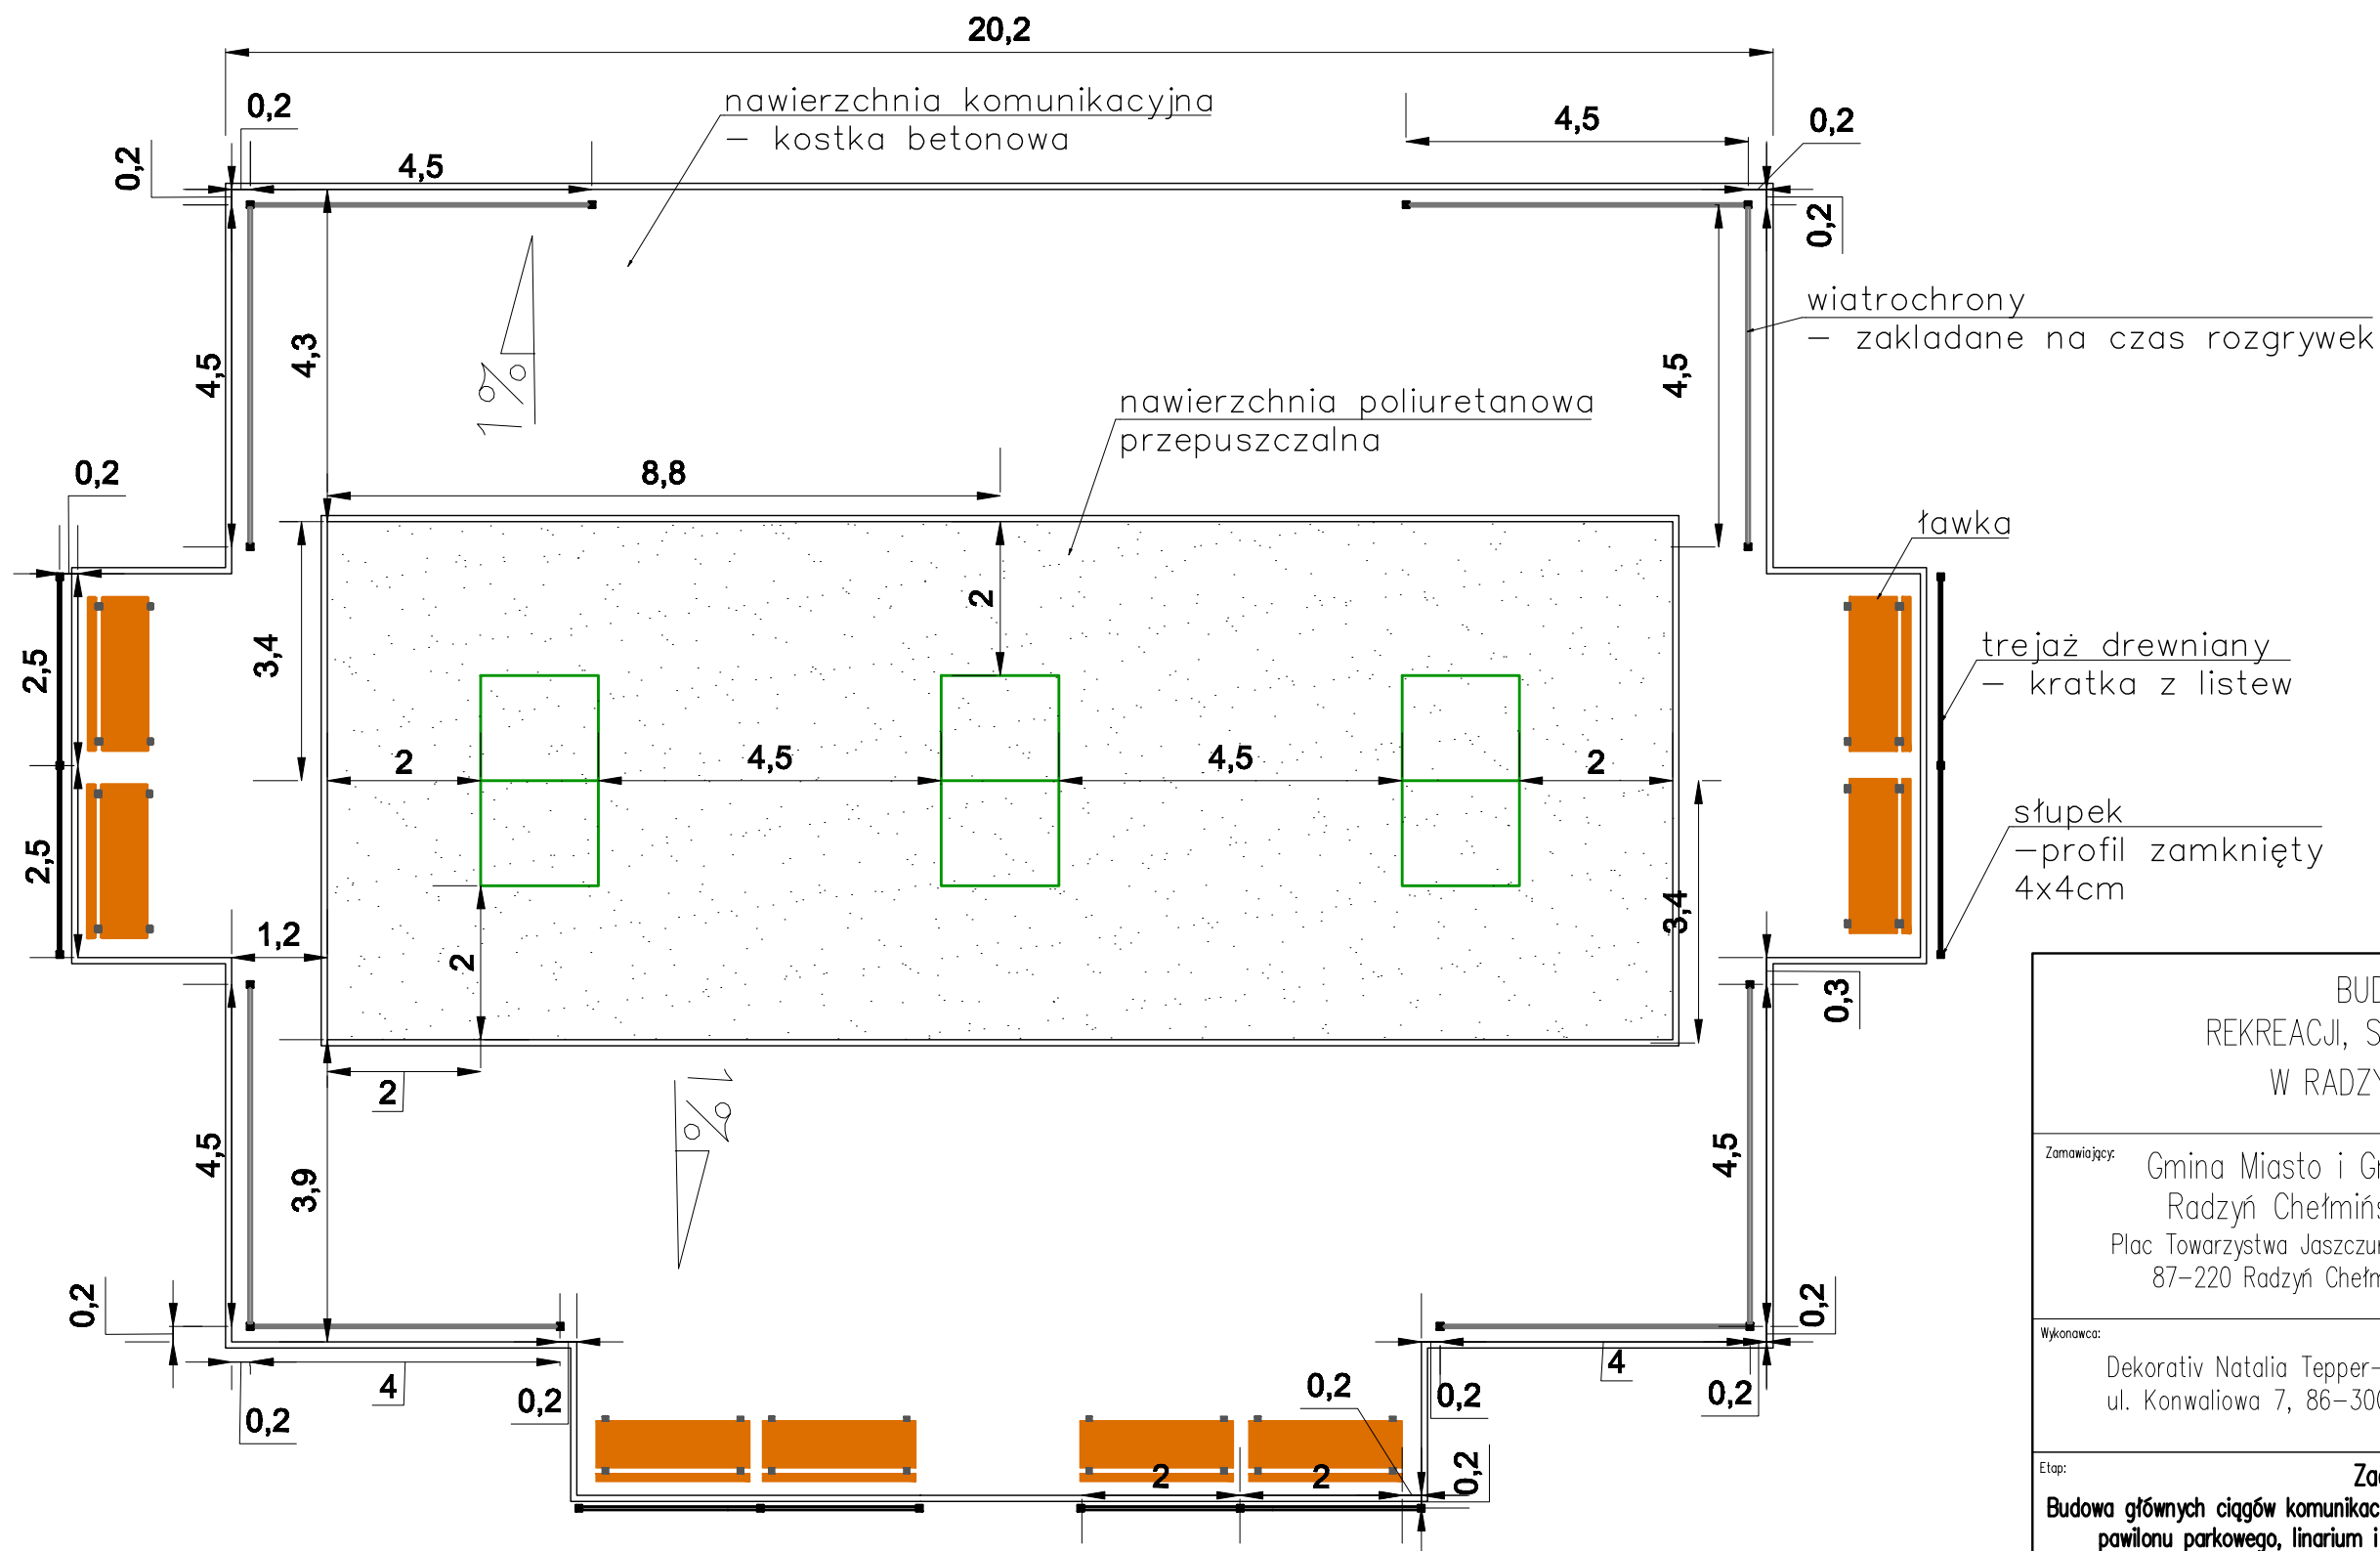 20,2
0,2
nawierzchnia komunikacyjna
– kostka betonowa
4,5
0,2
0,2
4,5
0,2
wiatrochrony
– zakladane na czas rozgrywek
4,5
4,3
1%
4,5
nawierzchnia poliuretanowa
przepuszczalna
0,2
8,8
ławka
2
3,4
2,5
trejaż drewniany
– kratka z listew
2
4,5
4,5
2
słupek
–profil zamknięty
4x4cm
2,5
3,4
1,2
2
0,3
2
1%
4,5
3,9
4,5
0,2
0,2
4
4
0,2
0,2
0,2
0,2
0,2
2
2
0,2
REKREACJI,
Zamawiający:
Gmina Miasto i
Radzyń
Plac Towarzystwa
87–220 Radzyń
Wykonawca:
Dekorativ Natalia Tepper–
ul. Konwaliowa 7,
Etap:
Budowa głównych ciągów
pawilonu parkowego, linarium i